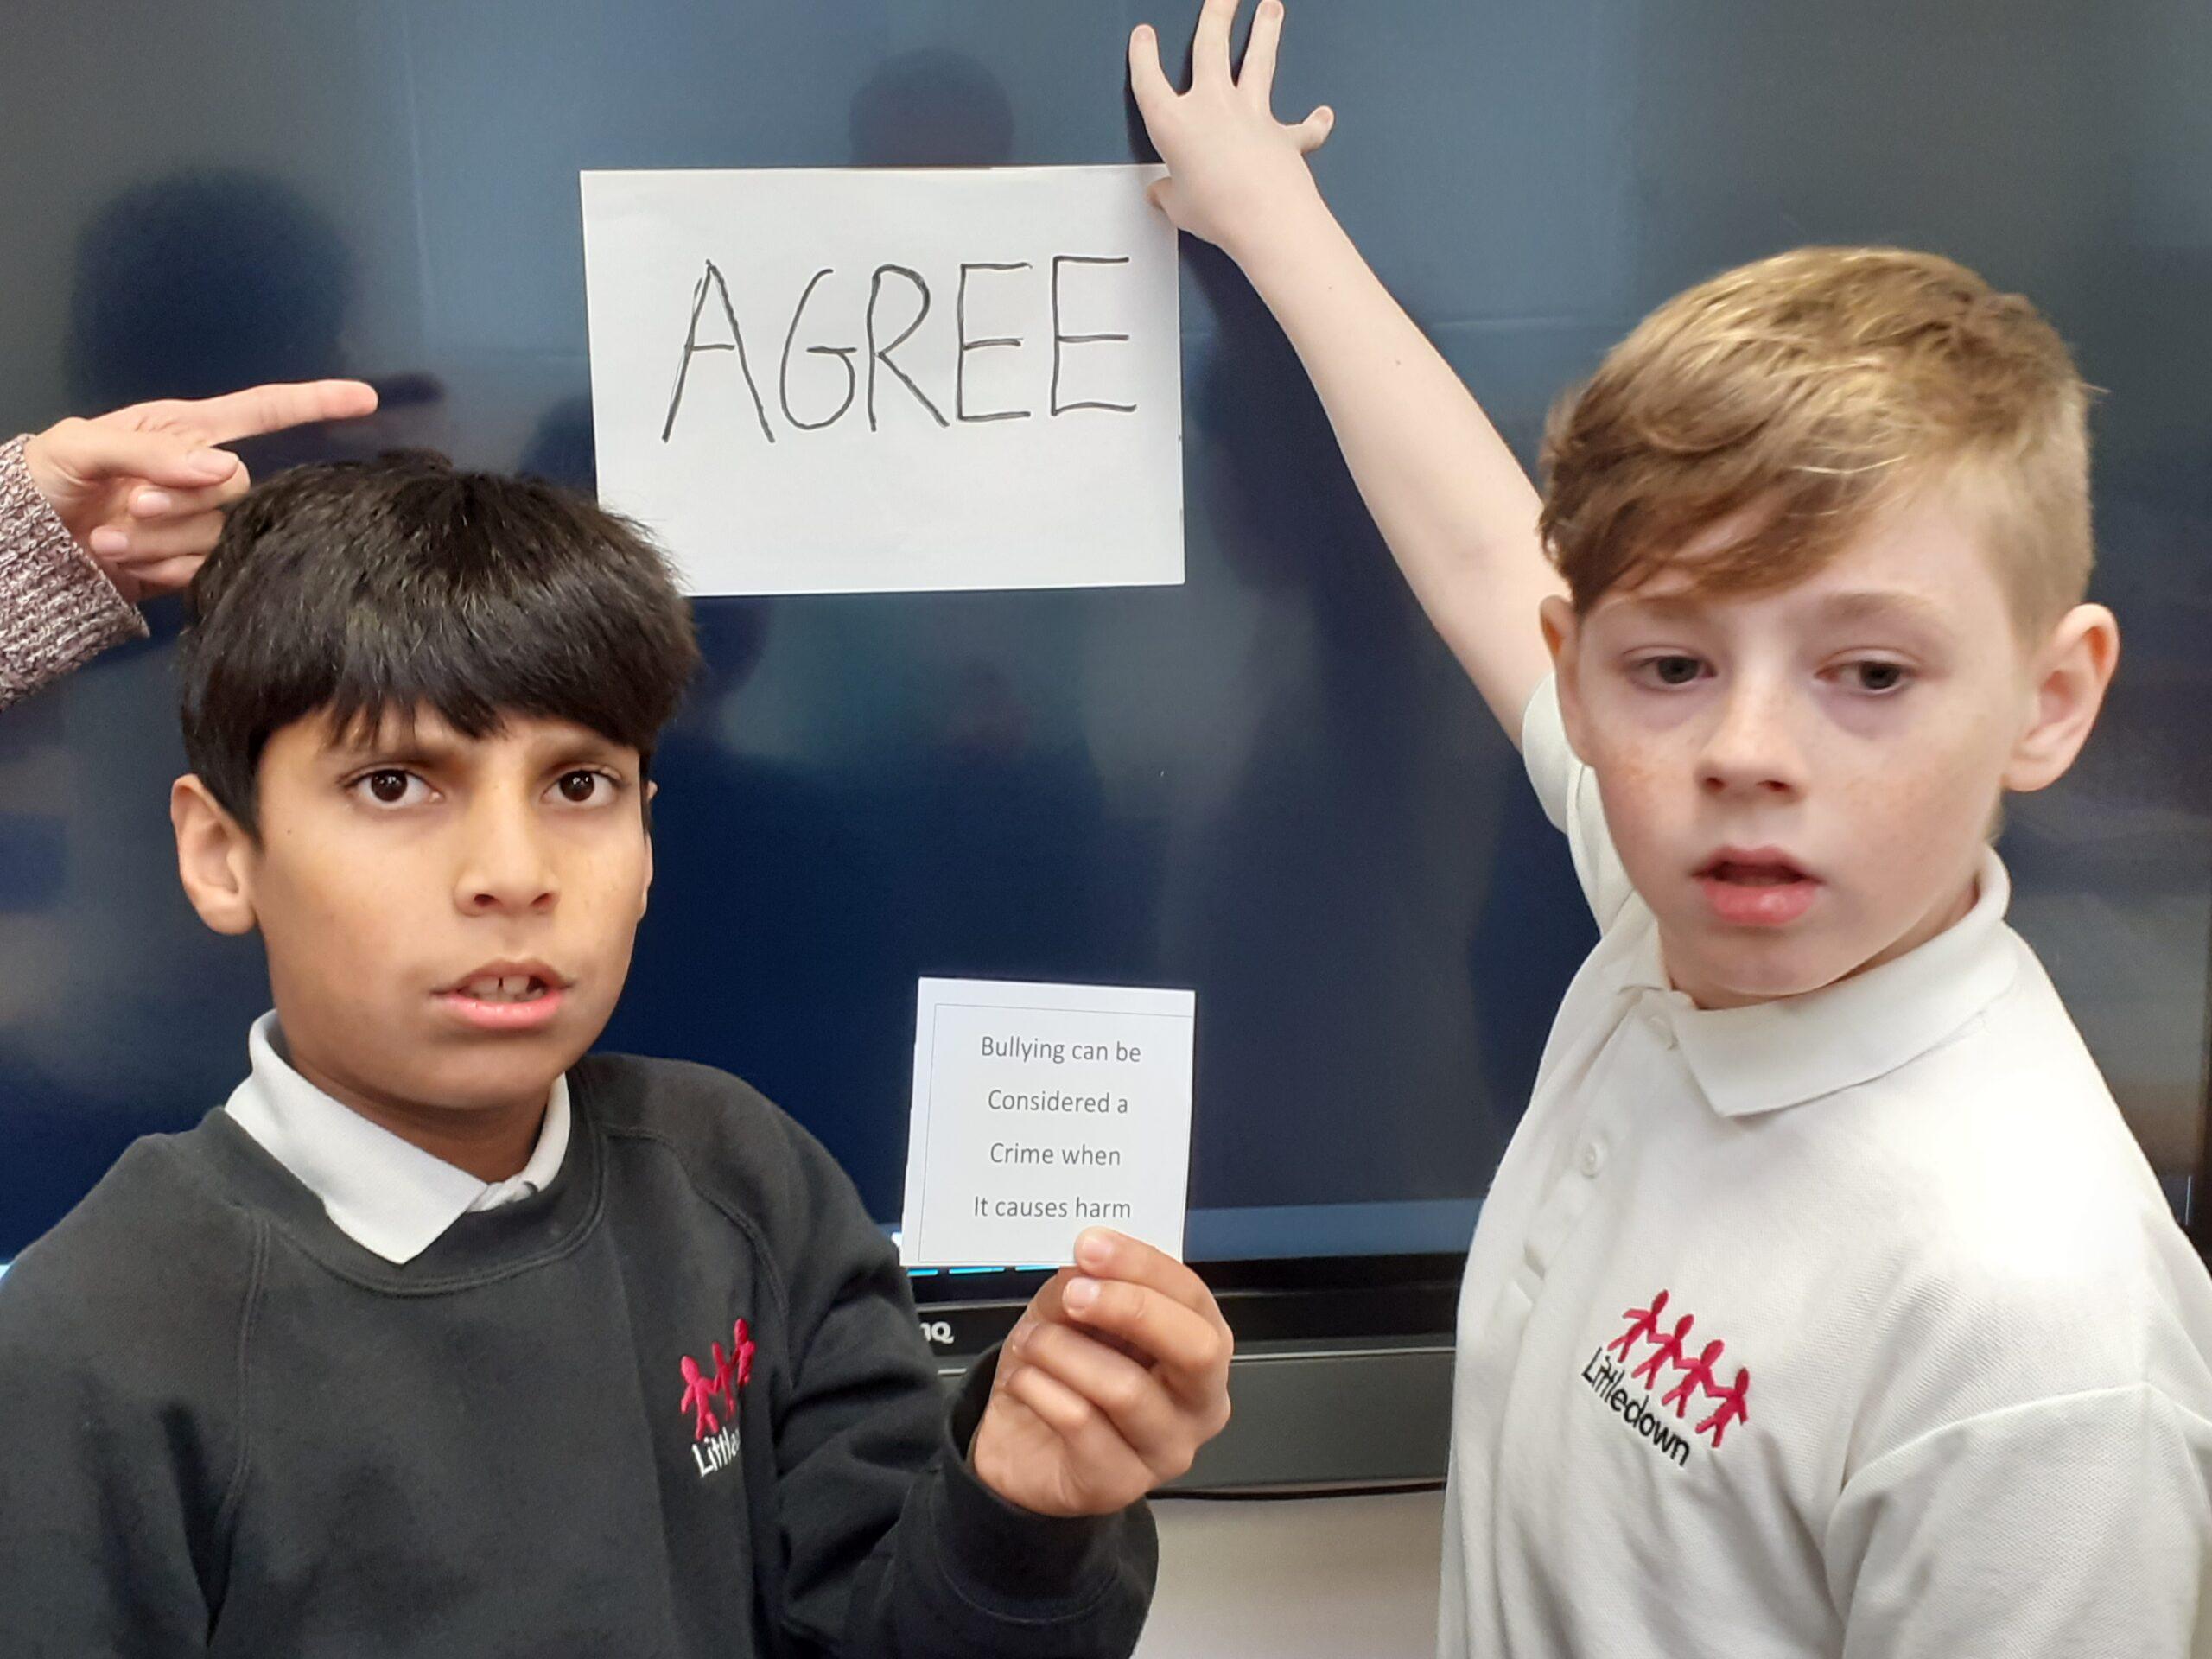 AGREE
Bullying can be
Considered a
Crime when
It causes harm
Littledown